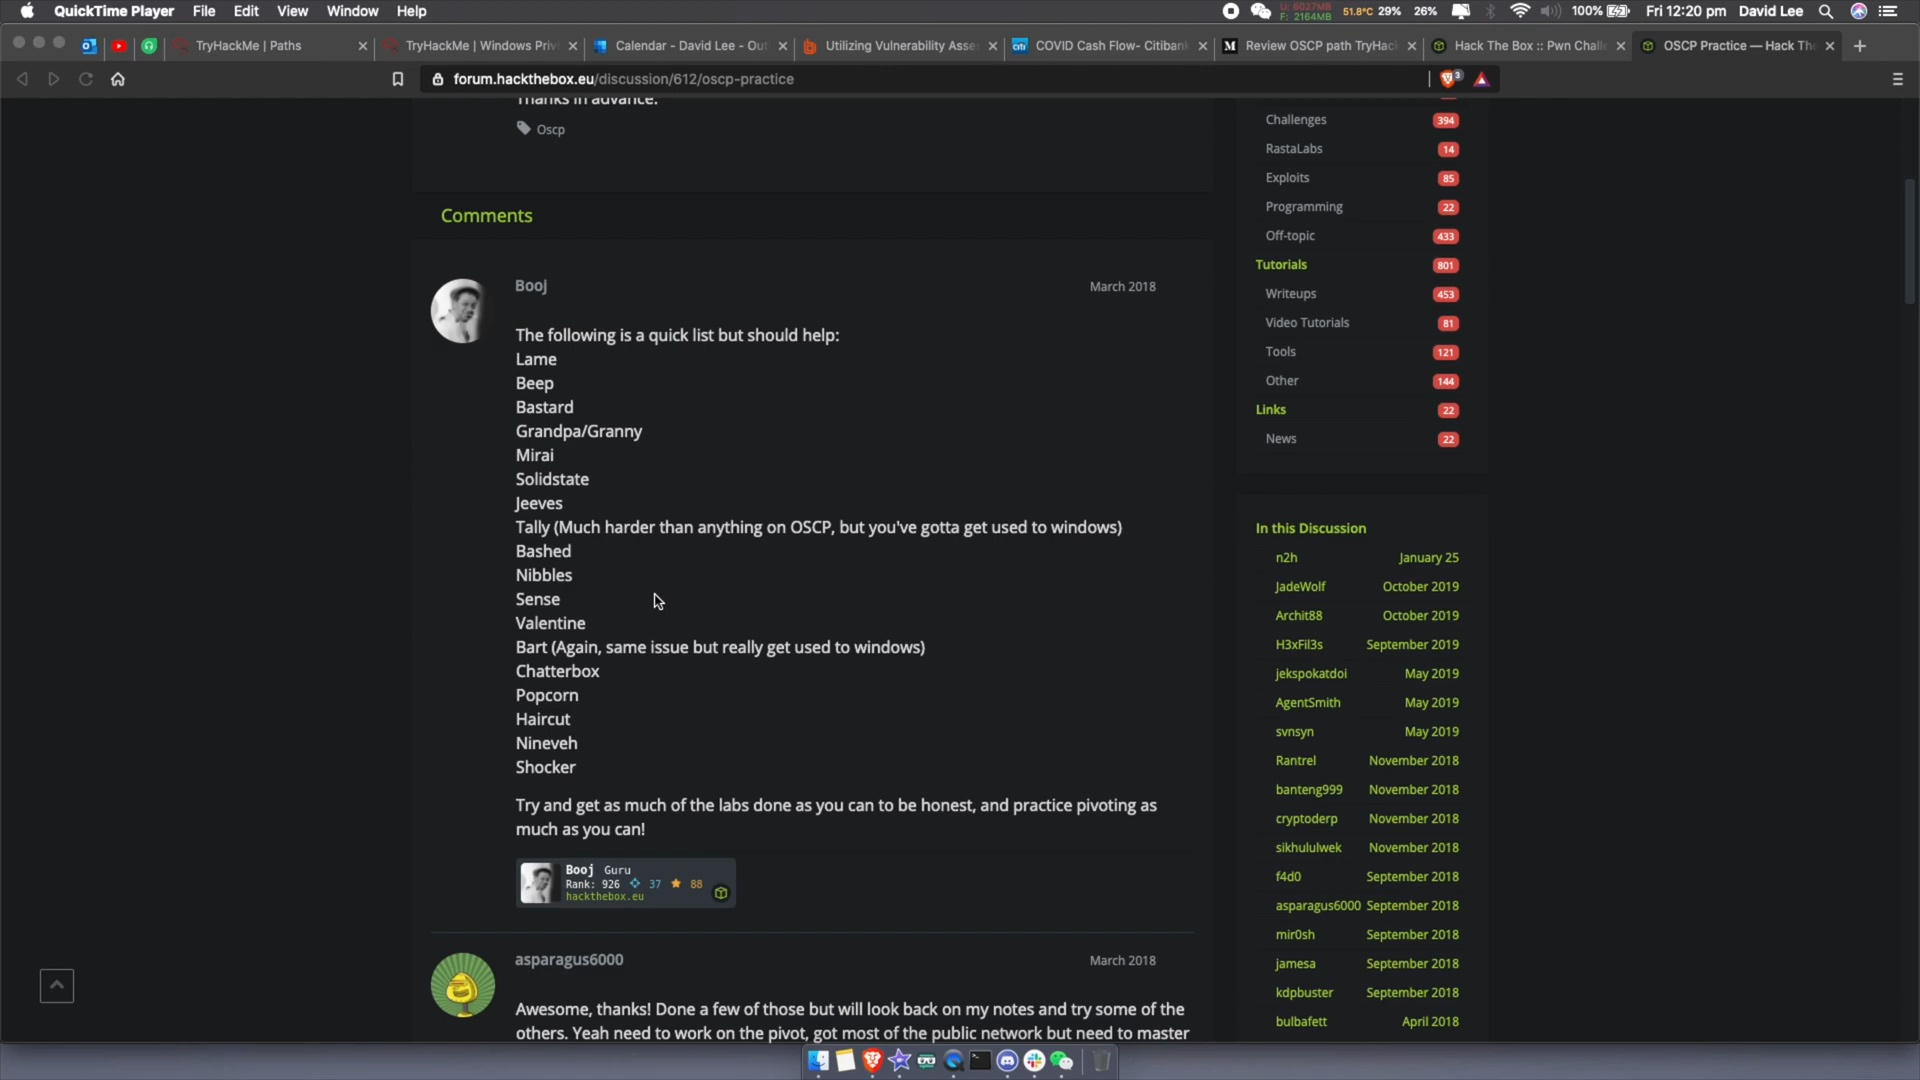 QuickTime Player File Edit View Window Help
U: 6027MB
F: 2164MB
51.8°C 29% 26% 100% Fri 12:20 pm David Lee
TryHackMe | Paths
TryHackMe | Windows Priv
Calendar - David Lee - Out
Utilizing Vulnerability Asse
COVID Cash Flow- Citibank
Review OSCP path TryHac
Hack The Box :: Pwn Chall
OSCP Practice — Hack The
forum.hackthebox.eu/discussion/612/oscp-practice
3
Thanks in advance.
Oscp
Comments
Booj
March 2018
The following is a quick list but should help:
Lame
Beep
Bastard
Grandpa/Granny
Mirai
Solidstate
Jeeves
Tally (Much harder than anything on OSCP, but you've gotta get used to windows)
Bashed
Nibbles
Sense
Valentine
Bart (Again, same issue but really get used to windows)
Chatterbox
Popcorn
Haircut
Nineveh
Shocker
Try and get as much of the labs done as you can to be honest, and practice pivoting as
much as you can!
Booj Guru
Rank: 926 37 88
hackthebox.eu
asparagus6000
March 2018
Awesome, thanks! Done a few of those but will look back on my notes and try some of the
others. Yeah need to work on the pivot, got most of the public network but need to master
Challenges 394
RastaLabs 14
Exploits 85
Programming 22
Off-topic 433
Tutorials 801
Writeups 453
Video Tutorials 81
Tools 121
Other 144
Links 22
News 22
In this Discussion
n2h January 25
JadeWolf October 2019
Archit88 October 2019
H3xFil3s September 2019
jekspokatdoi May 2019
AgentSmith May 2019
svnsyn May 2019
Rantrel November 2018
banteng999 November 2018
cryptoderp November 2018
sikhululwek November 2018
f4d0 September 2018
asparagus6000 September 2018
mir0sh September 2018
jamesa September 2018
kdpbuster September 2018
bulbafett April 2018